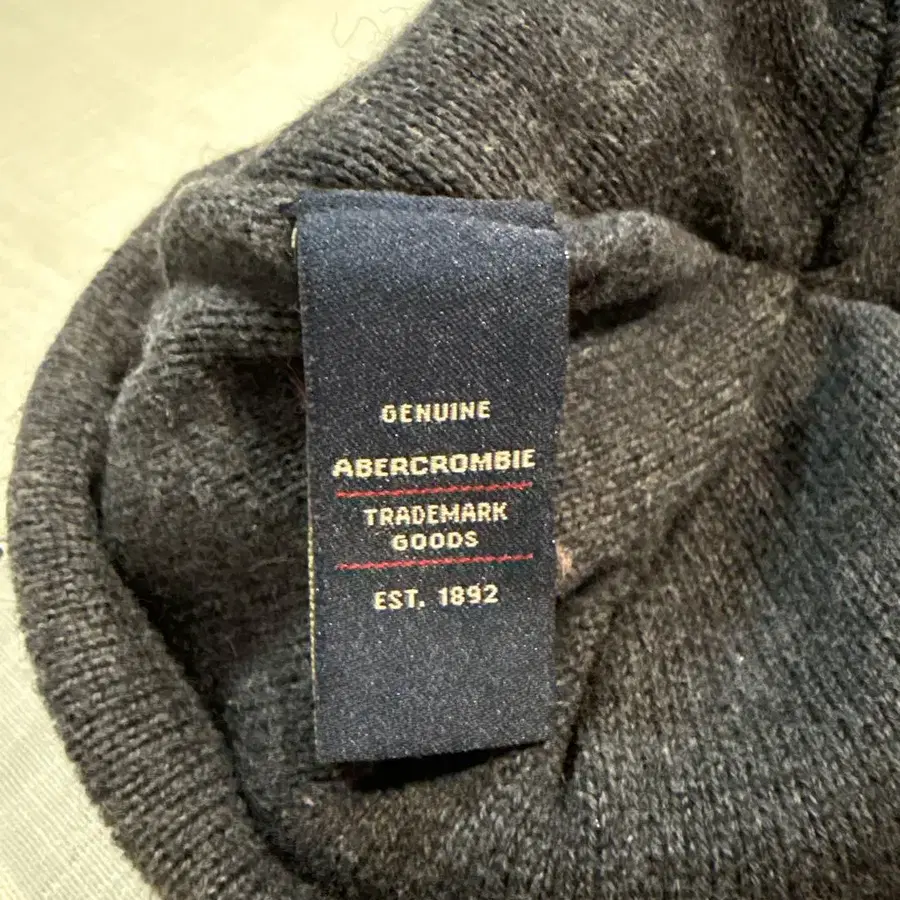 GENUINE
ABERCROMBIE
TRADEMARK
GOODS
EST. 1892